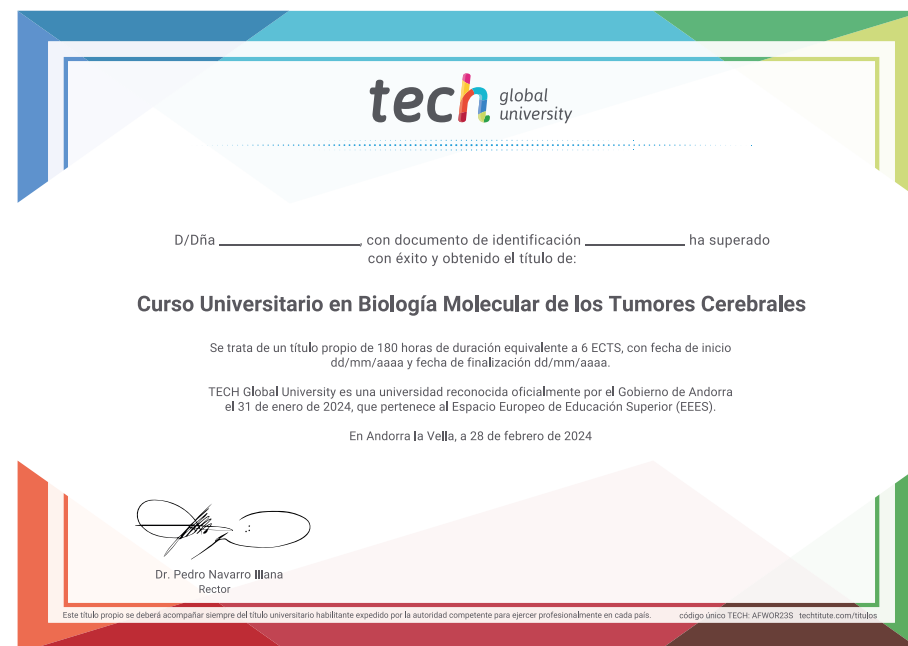 tech global university
D/Dña ____________________, con documento de identificación ______________ ha superado
con éxito y obtenido el título de:
Curso Universitario en Biología Molecular de los Tumores Cerebrales
Se trata de un título propio de 180 horas de duración equivalente a 6 ECTS, con fecha de inicio
dd/mm/aaaa y fecha de finalización dd/mm/aaaa.
TECH Global University es una universidad reconocida oficialmente por el Gobierno de Andorra
el 31 de enero de 2024, que pertenece al Espacio Europeo de Educación Superior (EEES).
En Andorra la Vella, a 28 de febrero de 2024
Dr. Pedro Navarro Illana
Rector
Este título propio se deberá acompañar siempre del título universitario habilitante expedido por la autoridad competente para ejercer profesionalmente en cada país. código único TECH: AFWOR23S techtitute.com/titulos